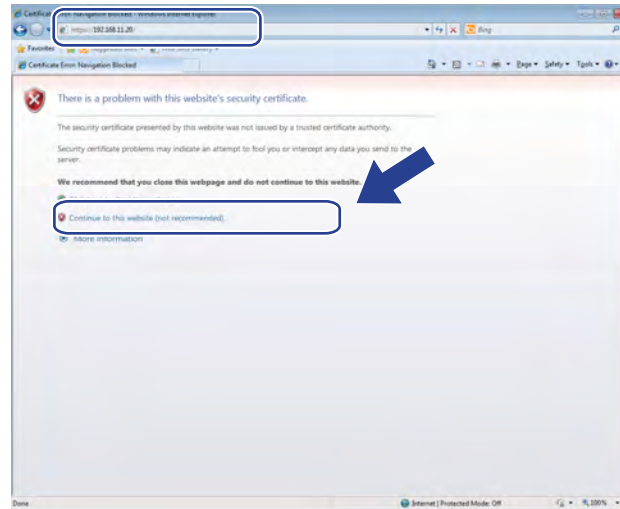 Certificate Error: Navigation Blocked - Windows Internet Explorer
https://192.168.11.20/
Bing
Favorites
Certificate Error: Navigation Blocked
Page Safety Tools
There is a problem with this website's security certificate.
The security certificate presented by this website was not issued by a trusted certificate authority.
Security certificate problems may indicate an attempt to fool you or intercept any data you send to the
server.
We recommend that you close this webpage and do not continue to this website.
Continue to this website (not recommended).
More information
Done
Internet | Protected Mode: Off
100%